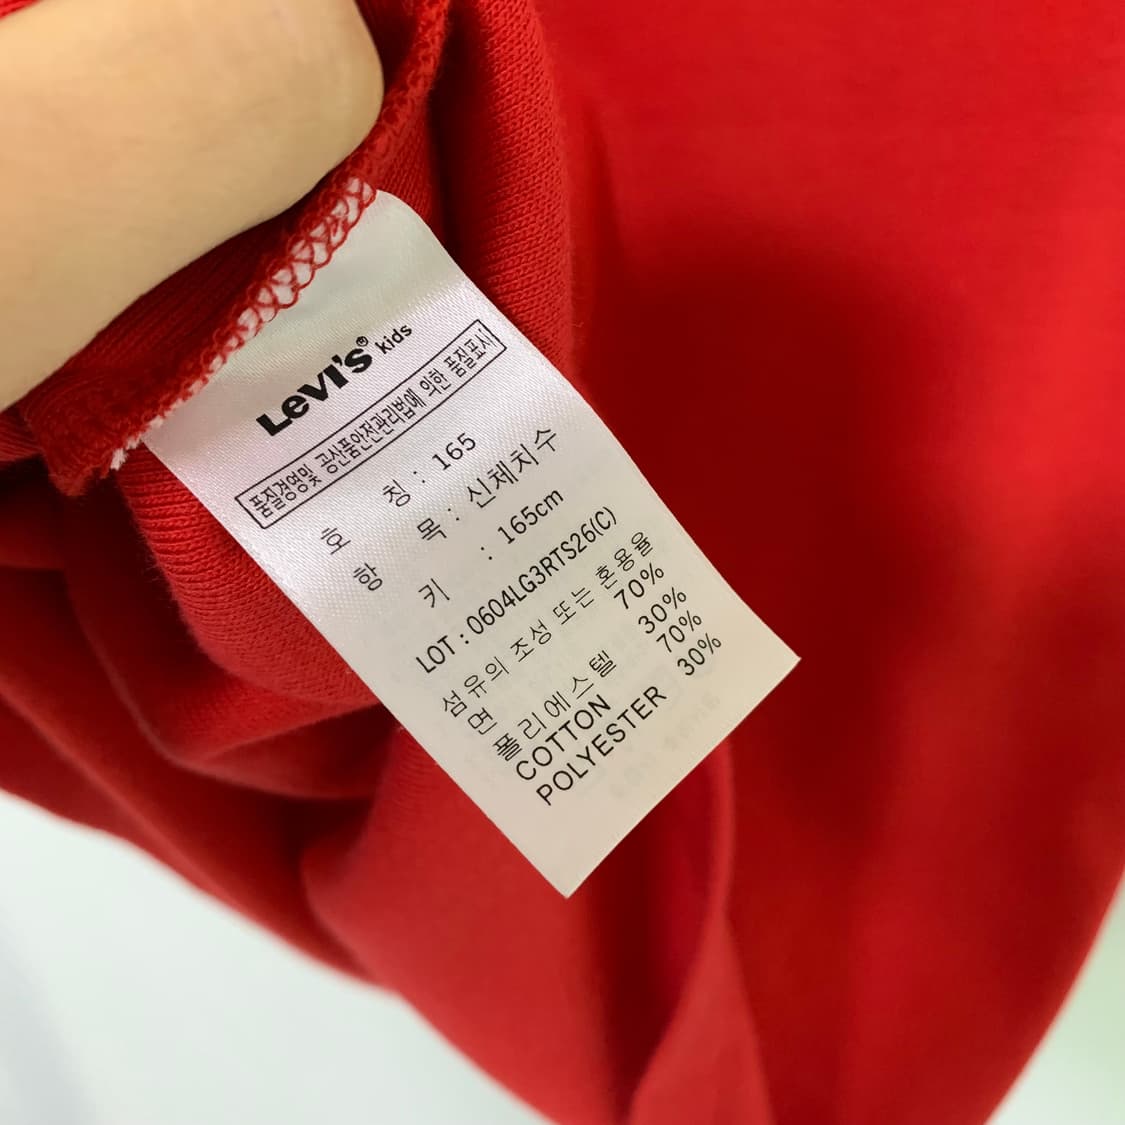 Levi's® kids
품질경영및 공산품안전관리법에 의한 품질표시
호 칭 : 165
항 목 : 신체치수
키 : 165cm
LOT : 0604LG3RTS26(C)
섬유의 조성 또는 혼용율
면 70%
폴리에스텔 30%
COTTON 70%
POLYESTER 30%